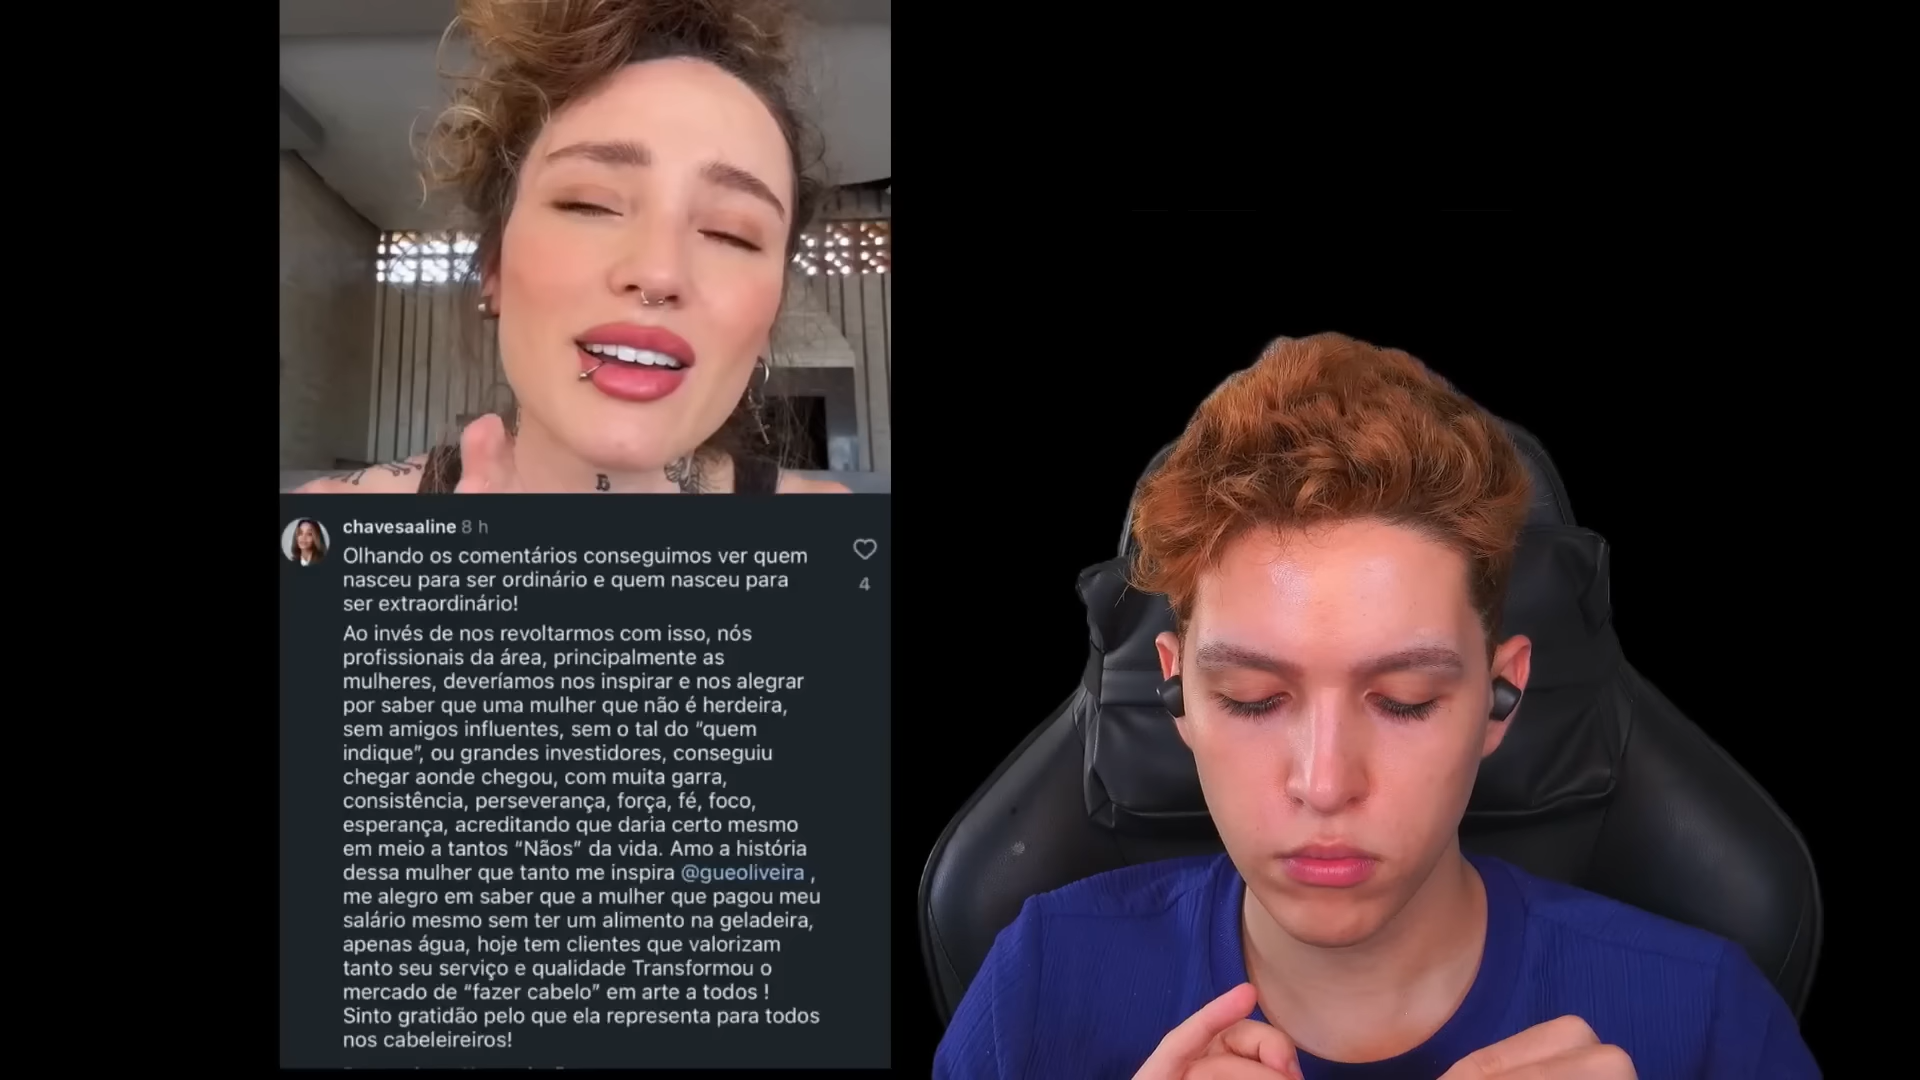 chavesaaline 8 h
Olhando os comentários conseguimos ver quem
nasceu para ser ordinário e quem nasceu para
ser extraordinário!
4
Ao invés de nos revoltarmos com isso, nós
profissionais da área, principalmente as
mulheres, deveríamos nos inspirar e nos alegrar
por saber que uma mulher que não é herdeira,
sem amigos influentes, sem o tal do “quem
indique”, ou grandes investidores, conseguiu
chegar aonde chegou, com muita garra,
consistência, perseverança, força, fé, foco,
esperança, acreditando que daria certo mesmo
em meio a tantos “Nãos” da vida. Amo a história
dessa mulher que tanto me inspira @gueoliveira ,
me alegro em saber que a mulher que pagou meu
salário mesmo sem ter um alimento na geladeira,
apenas água, hoje tem clientes que valorizam
tanto seu serviço e qualidade Transformou o
mercado de “fazer cabelo” em arte a todos !
Sinto gratidão pelo que ela representa para todos
nos cabeleireiros!